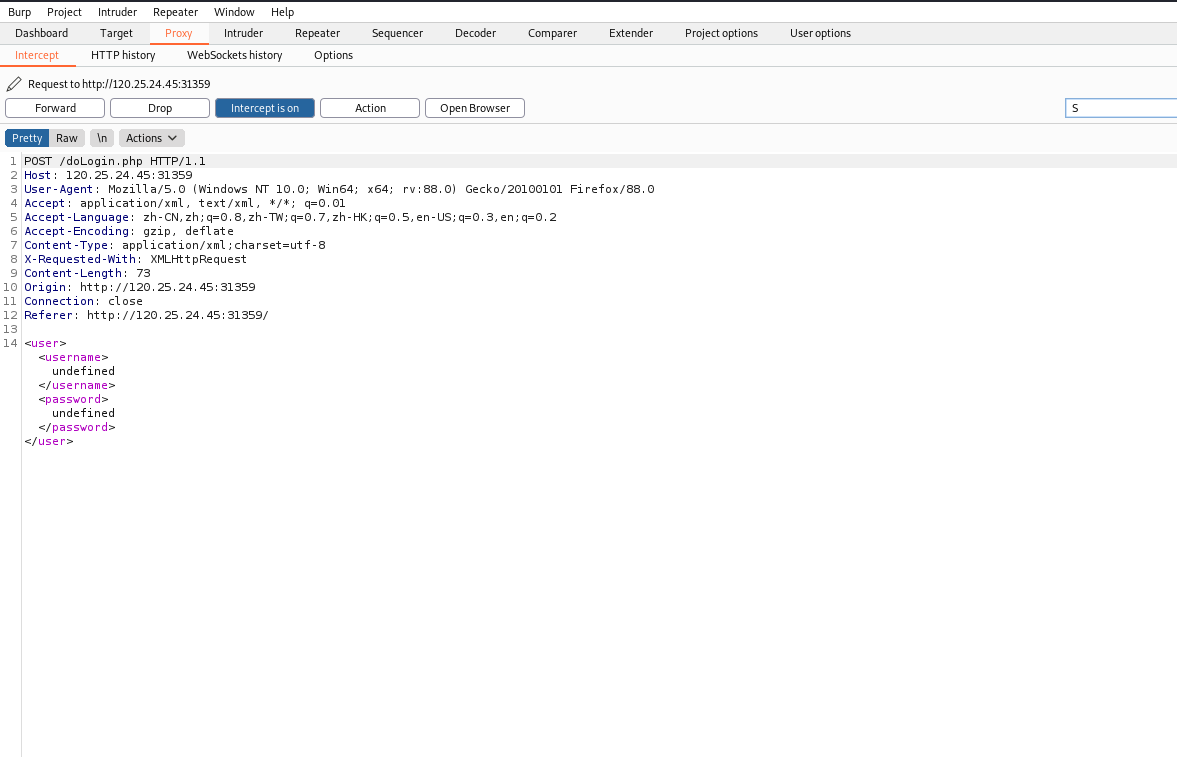 Burp Project Intruder Repeater Window Help
Dashboard Target Proxy Intruder Repeater Sequencer Decoder Comparer Extender Project options User options
Intercept HTTP history WebSockets history Options
Request to http://120.25.24.45:31359
Forward Drop Intercept is on Action Open Browser S
Pretty Raw \n Actions
1 POST /doLogin.php HTTP/1.1
2 Host: 120.25.24.45:31359
3 User-Agent: Mozilla/5.0 (Windows NT 10.0; Win64; x64; rv:88.0) Gecko/20100101 Firefox/88.0
4 Accept: application/xml, text/xml, */*; q=0.01
5 Accept-Language: zh-CN,zh;q=0.8,zh-TW;q=0.7,zh-HK;q=0.5,en-US;q=0.3,en;q=0.2
6 Accept-Encoding: gzip, deflate
7 Content-Type: application/xml;charset=utf-8
8 X-Requested-With: XMLHttpRequest
9 Content-Length: 73
10 Origin: http://120.25.24.45:31359
11 Connection: close
12 Referer: http://120.25.24.45:31359/
13
14 <user>
<username>
undefined
</username>
<password>
undefined
</password>
</user>